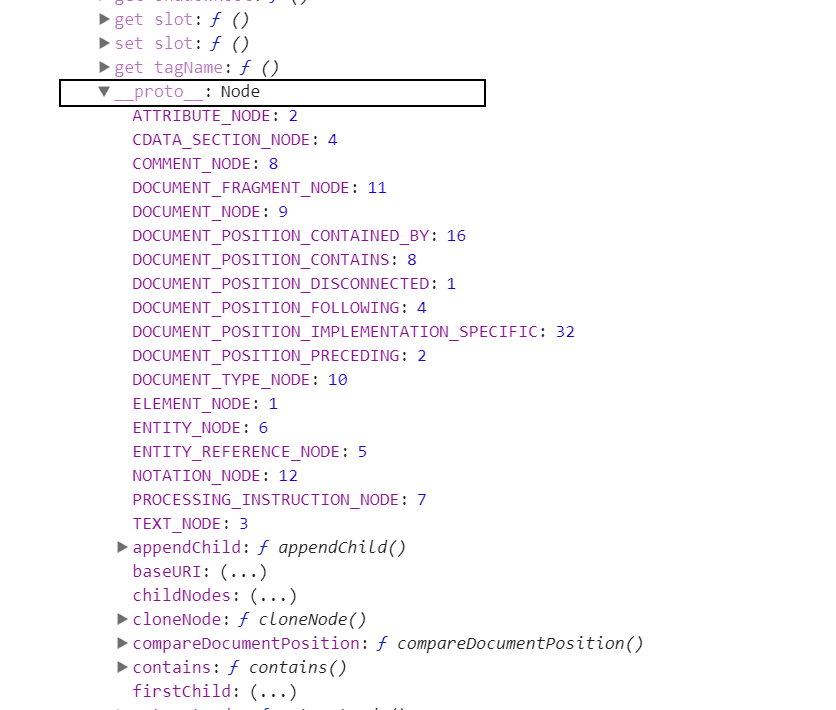 get slot: ƒ ()
set slot: ƒ ()
get tagName: ƒ ()
__proto__: Node
ATTRIBUTE_NODE: 2
CDATA_SECTION_NODE: 4
COMMENT_NODE: 8
DOCUMENT_FRAGMENT_NODE: 11
DOCUMENT_NODE: 9
DOCUMENT_POSITION_CONTAINED_BY: 16
DOCUMENT_POSITION_CONTAINS: 8
DOCUMENT_POSITION_DISCONNECTED: 1
DOCUMENT_POSITION_FOLLOWING: 4
DOCUMENT_POSITION_IMPLEMENTATION_SPECIFIC: 32
DOCUMENT_POSITION_PRECEDING: 2
DOCUMENT_TYPE_NODE: 10
ELEMENT_NODE: 1
ENTITY_NODE: 6
ENTITY_REFERENCE_NODE: 5
NOTATION_NODE: 12
PROCESSING_INSTRUCTION_NODE: 7
TEXT_NODE: 3
appendChild: ƒ appendChild()
baseURI: (...)
childNodes: (...)
cloneNode: ƒ cloneNode()
compareDocumentPosition: ƒ compareDocumentPosition()
contains: ƒ contains()
firstChild: (...)